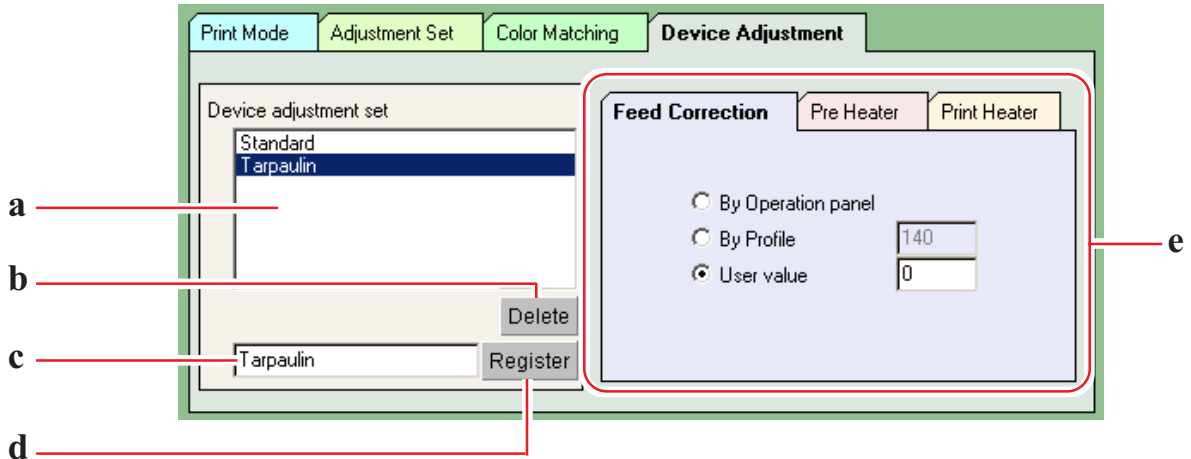 Print Mode
Adjustment Set
Color Matching
Device Adjustment
Device adjustment set
Standard
Tarpaulin
Delete
Tarpaulin
Register
Feed Correction
Pre Heater
Print Heater
By Operation panel
By Profile
140
User value
0
a
b
c
d
e